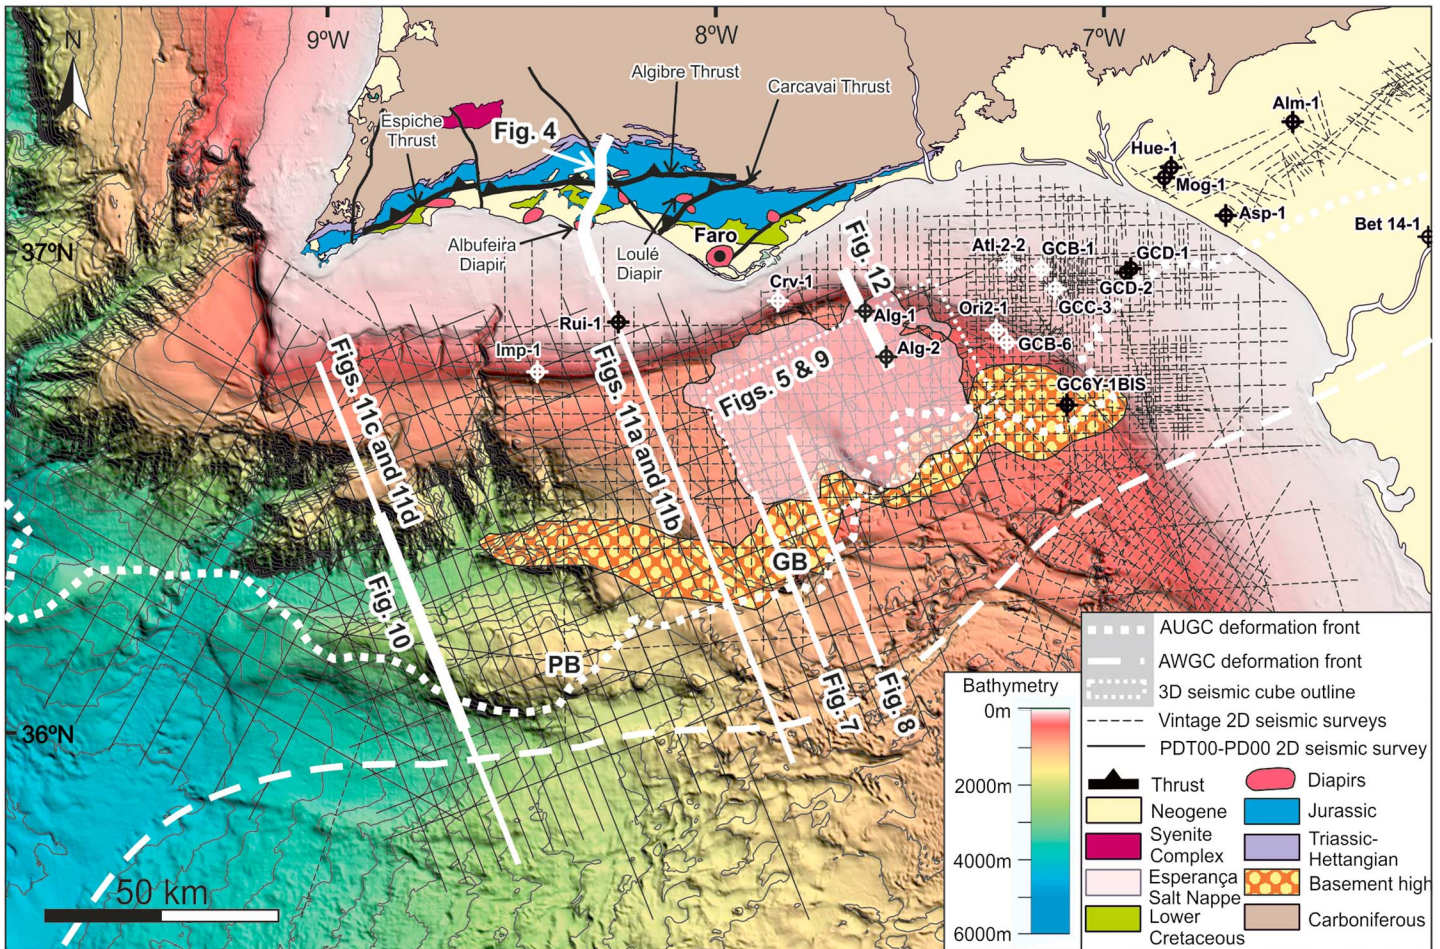 N
9ºW
8ºW
7ºW
Algibre Thrust
Carcavai Thrust
Espiche
Thrust
Fig. 4
Alm-1
Hue-1
Mog-1
Asp-1
Bet 14-1
37ºN
Albufeira
Diapir
Loulé
Diapir
Faro
Fig. 12
Atl-2-2
GCB-1
GCD-1
GCD-2
GCC-3
Crv-1
Rui-1
Alg-1
Ori2-1
GCB-6
Imp-1
Alg-2
Figs. 5 & 9
GC6Y-1BIS
Figs. 11c and 11d
Figs. 11a and 11b
GB
Fig. 10
PB
Fig. 7
Fig. 8
36ºN
50 km
Bathymetry
0m
2000m
4000m
6000m
AUGC deformation front
AWGC deformation front
3D seismic cube outline
Vintage 2D seismic surveys
PDT00-PD00 2D seismic survey
Thrust
Diapirs
Neogene
Jurassic
Syenite
Complex
Triassic-
Hettangian
Esperança
Salt Nappe
Basement high
Lower
Cretaceous
Carboniferous